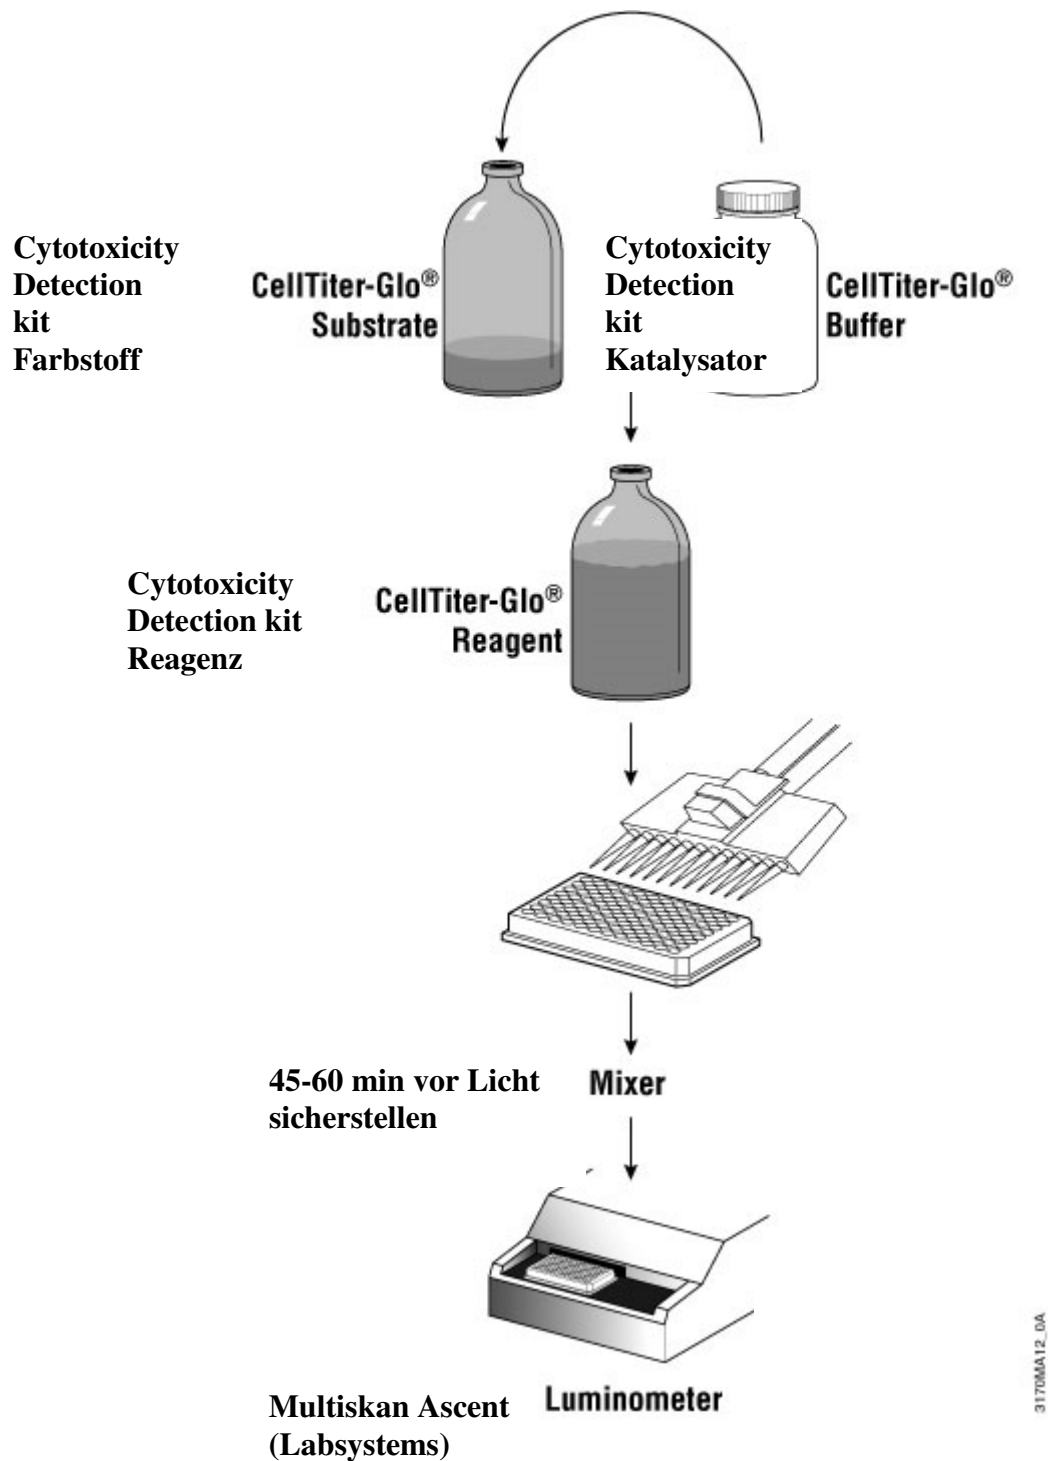 Cytotoxicity
Detection
kit
Farbstoff
CellTiter-Glo®
Substrate
Cytotoxicity
Detection
kit
Katalysator
CellTiter-Glo®
Buffer
Cytotoxicity
Detection kit
Reagenz
CellTiter-Glo®
Reagent
45-60 min vor Licht
sicherstellen
Mixer
Multiskan Ascent
(Labsystems)
Luminometer
3170MA12_0A